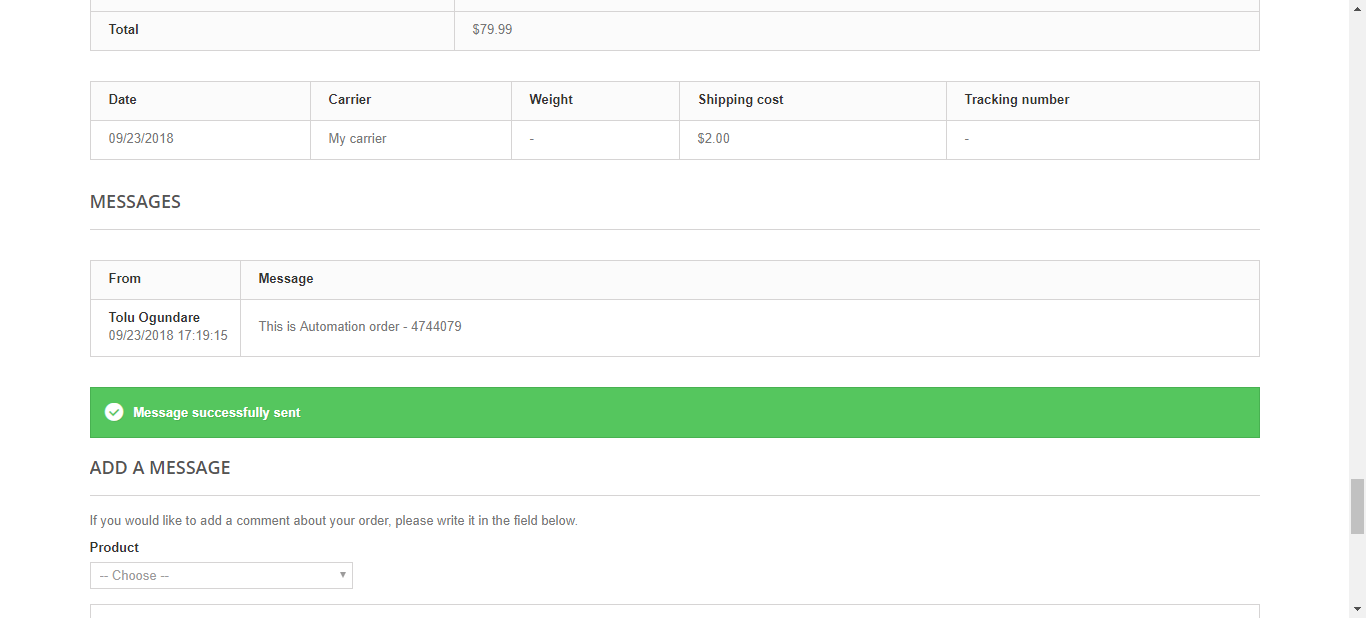 Total $79.99
Date Carrier Weight Shipping cost Tracking number
09/23/2018 My carrier - $2.00 -
MESSAGES
From Message
Tolu Ogundare
09/23/2018 17:19:15 This is Automation order - 4744079
Message successfully sent
ADD A MESSAGE
If you would like to add a comment about your order, please write it in the field below.
Product
-- Choose --